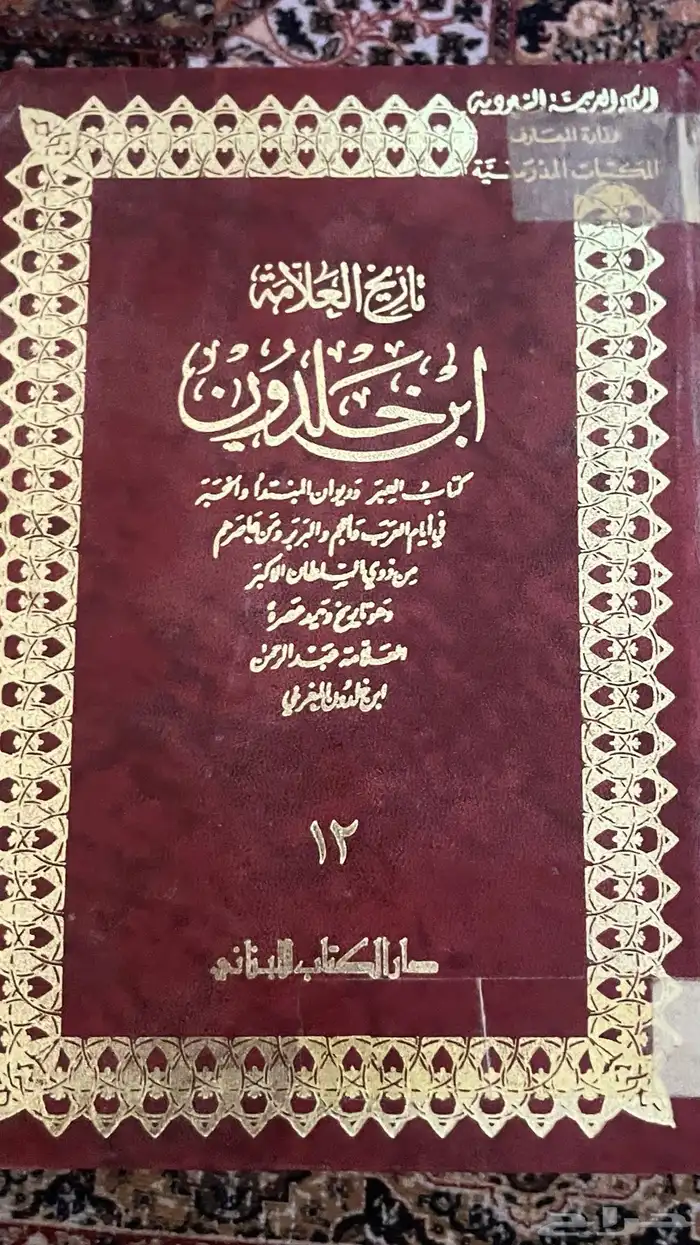 المملكة العربية السعودية
وزارة المعارف
المكتبات المدرسية
تاريخ العلامة
ابن خلدون
كتاب العبر وديوان المبتدأ والخبر
في أيام العرب والعجم والبربر ومن عاصرهم
من ذوي السلطان الأكبر
وهو تاريخ وحيد عصره
العلامة عبد الرحمن
ابن خلدون المغربي
١٢
دار الكتاب اللبناني
حراج